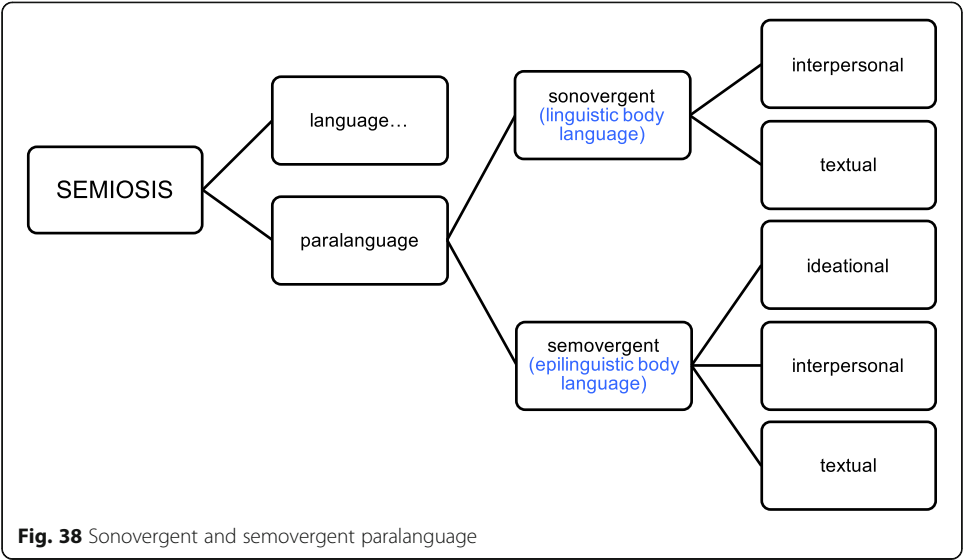 SEMIOSIS
language…
paralanguage
sonovergent
(linguistic body
language)
semovergent
(epilinguistic body
language)
interpersonal
textual
ideational
interpersonal
textual
Fig. 38 Sonovergent and semovergent paralanguage